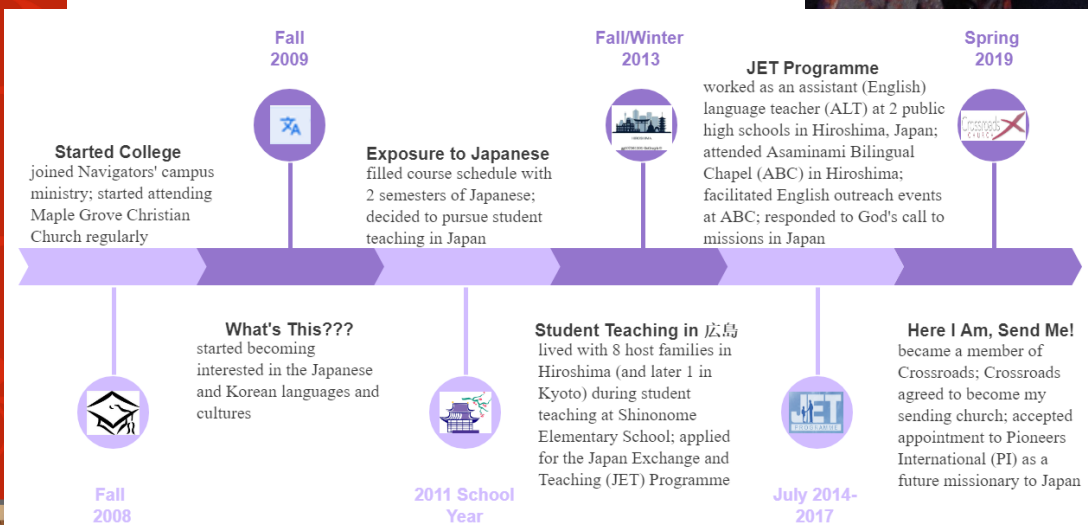 Fall
2008
Started College
joined Navigators' campus
ministry; started attending
Maple Grove Christian
Church regularly
Fall
2009
What's This???
started becoming
interested in the Japanese
and Korean languages and
cultures
2011 School
Year
Exposure to Japanese
filled course schedule with
2 semesters of Japanese;
decided to pursue student
teaching in Japan
Fall/Winter
2013
Student Teaching in 広島
lived with 8 host families in
Hiroshima (and later 1 in
Kyoto) during student
teaching at Shinonome
Elementary School; applied
for the Japan Exchange and
Teaching (JET) Programme
July 2014-
2017
JET
PROGRAMME
JET Programme
worked as an assistant (English)
language teacher (ALT) at 2 public
high schools in Hiroshima, Japan;
attended Asaminami Bilingual
Chapel (ABC) in Hiroshima;
facilitated English outreach events
at ABC; responded to God's call to
missions in Japan
Spring
2019
Crossroads
CHURCH
Here I Am, Send Me!
became a member of
Crossroads; Crossroads
agreed to become my
sending church; accepted
appointment to Pioneers
International (PI) as a
future missionary to Japan